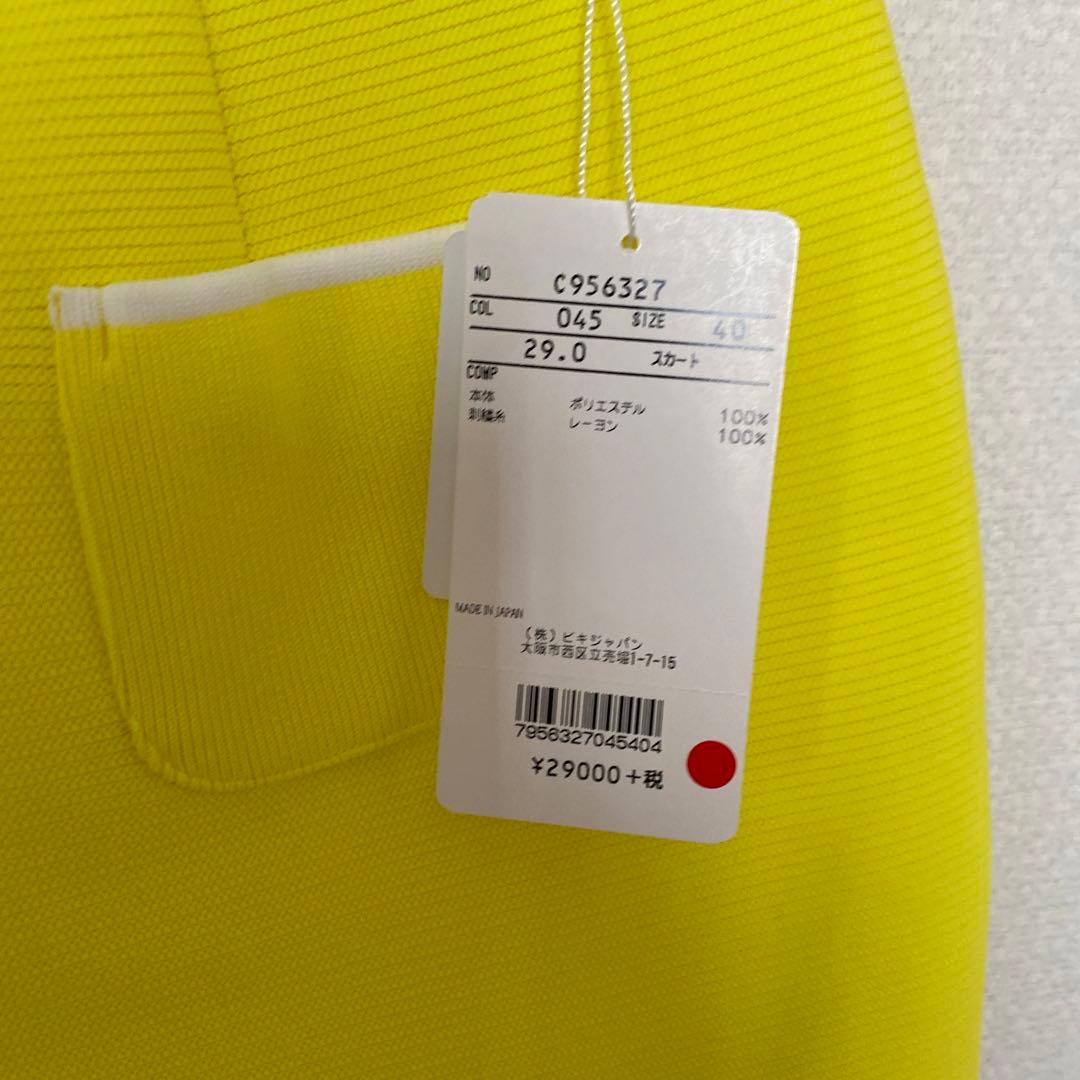 NO C956327
COL 045 SIZE 40
29.0 スカート
COMP
本体 ポリエステル 100%
刺繍糸 レーヨン 100%
MADE IN JAPAN
(株)ビキジャパン
大阪市西区立売堀1-7-15
7956327045404
¥29000+税